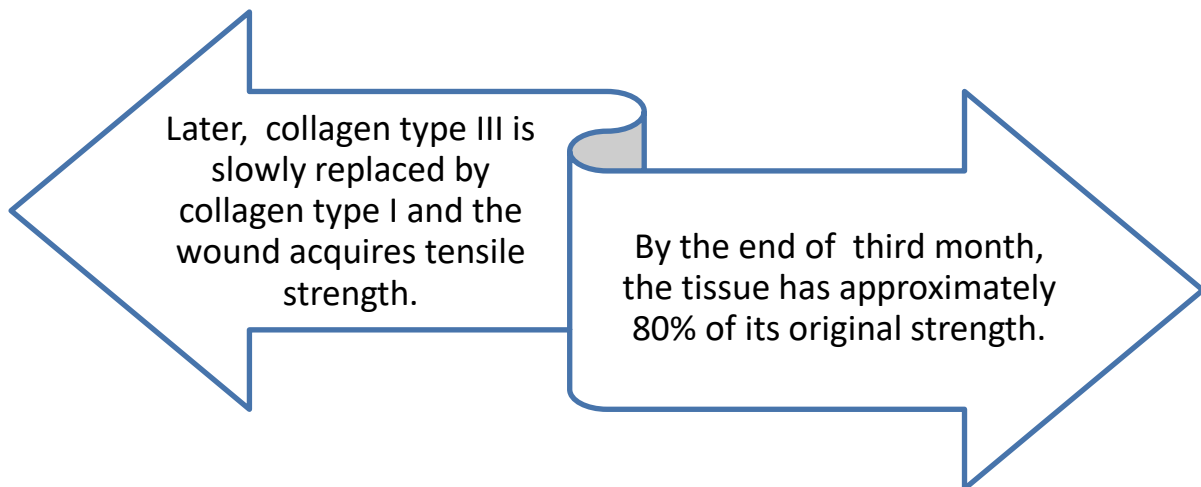 Later,  collagen type III is
slowly replaced by
collagen type I and the
wound acquires tensile
strength.
By the end of  third month,
the tissue has approximately
80% of its original strength.